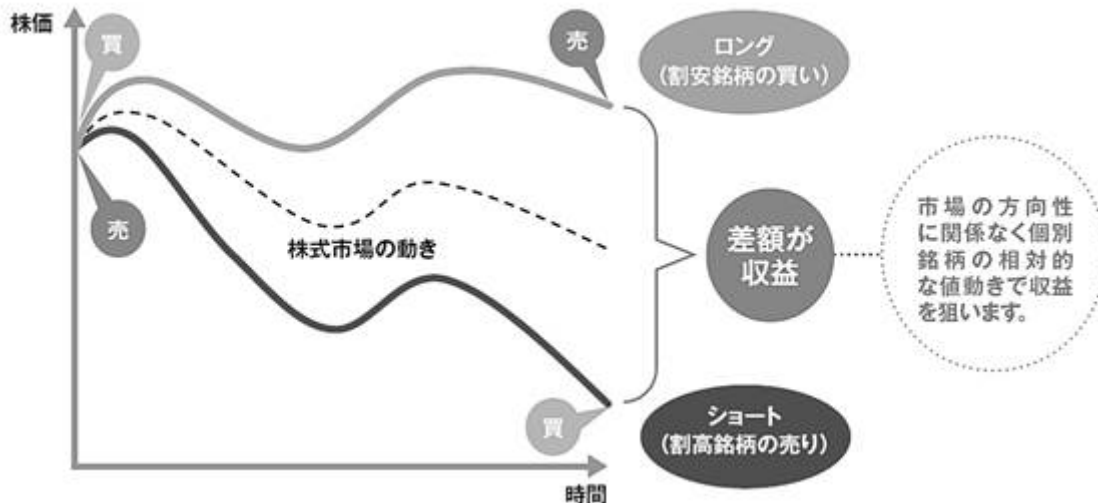 株価
買
売
ロング
(割安銘柄の買い)
売
株式市場の動き
差額が
収益
市場の方向性
に関係なく個別
銘柄の相対的
な値動きで収益
を狙います。
買
ショート
(割高銘柄の売り)
時間